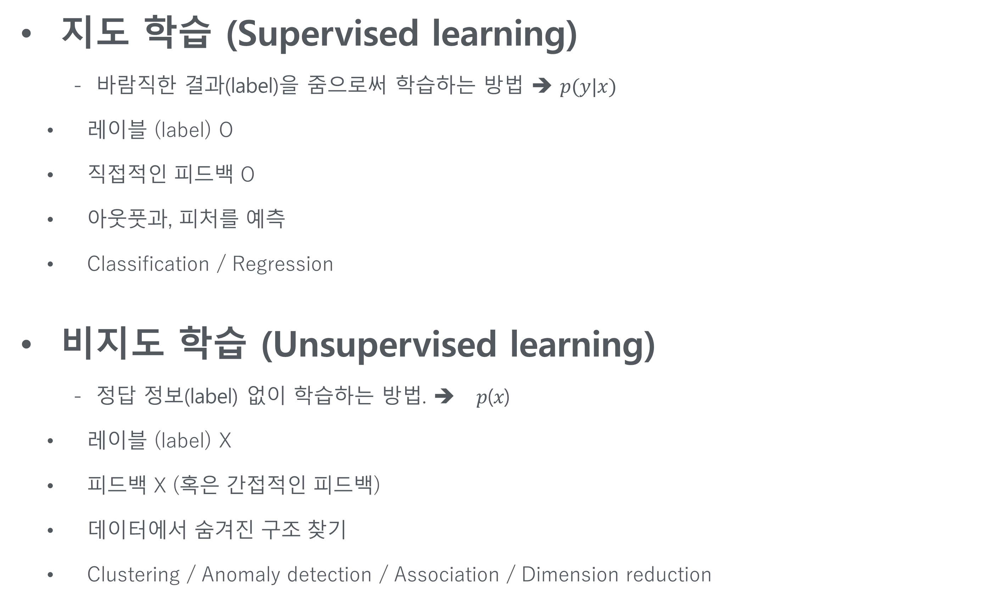 • 지도 학습 (Supervised learning)
- 바람직한 결과(label)을 줌으로써 학습하는 방법 ➔ p(y|x)
• 레이블 (label) O
• 직접적인 피드백 O
• 아웃풋과, 피처를 예측
• Classification / Regression
• 비지도 학습 (Unsupervised learning)
- 정답 정보(label) 없이 학습하는 방법. ➔ p(x)
• 레이블 (label) X
• 피드백 X (혹은 간접적인 피드백)
• 데이터에서 숨겨진 구조 찾기
• Clustering / Anomaly detection / Association / Dimension reduction